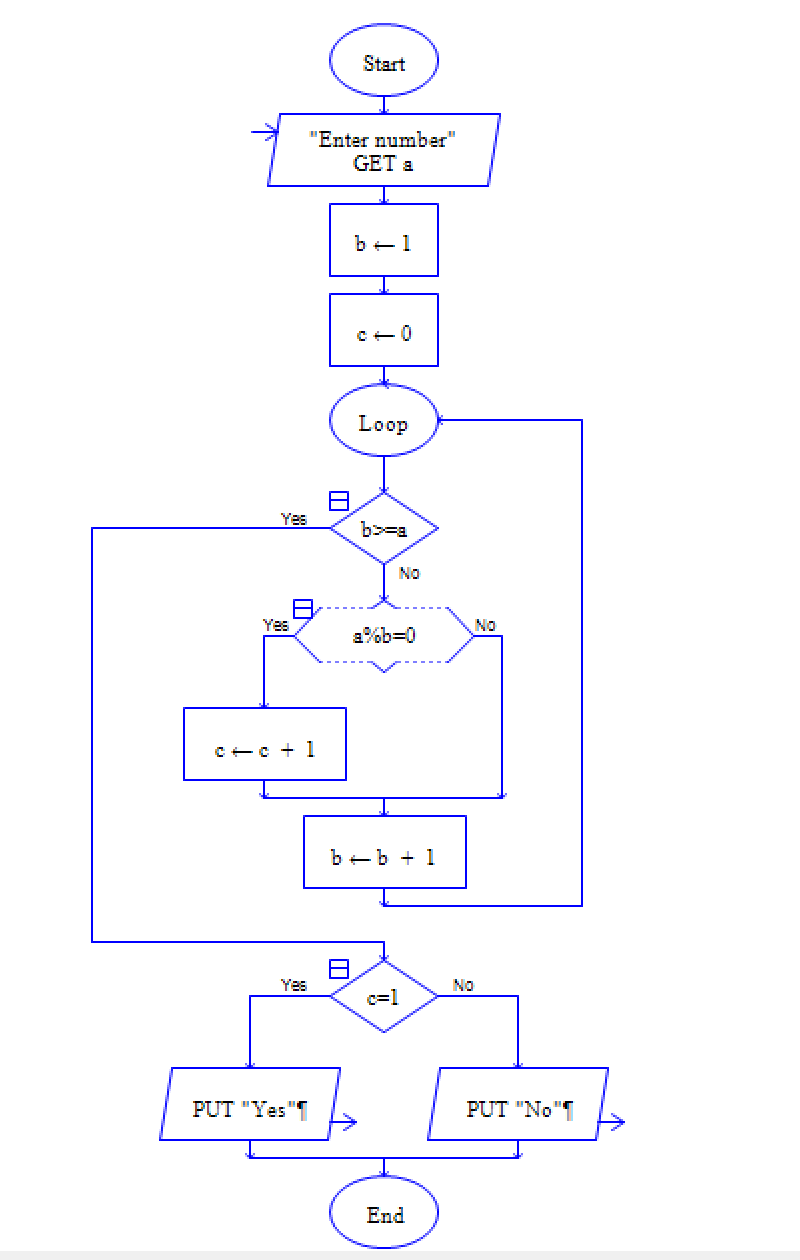 Start
"Enter number"
GET a
b ← 1
c ← 0
Loop
Yes
b>=a
No
Yes
a%b=0
No
c ← c + 1
b ← b + 1
Yes
c=1
No
PUT "Yes"¶
PUT "No"¶
End